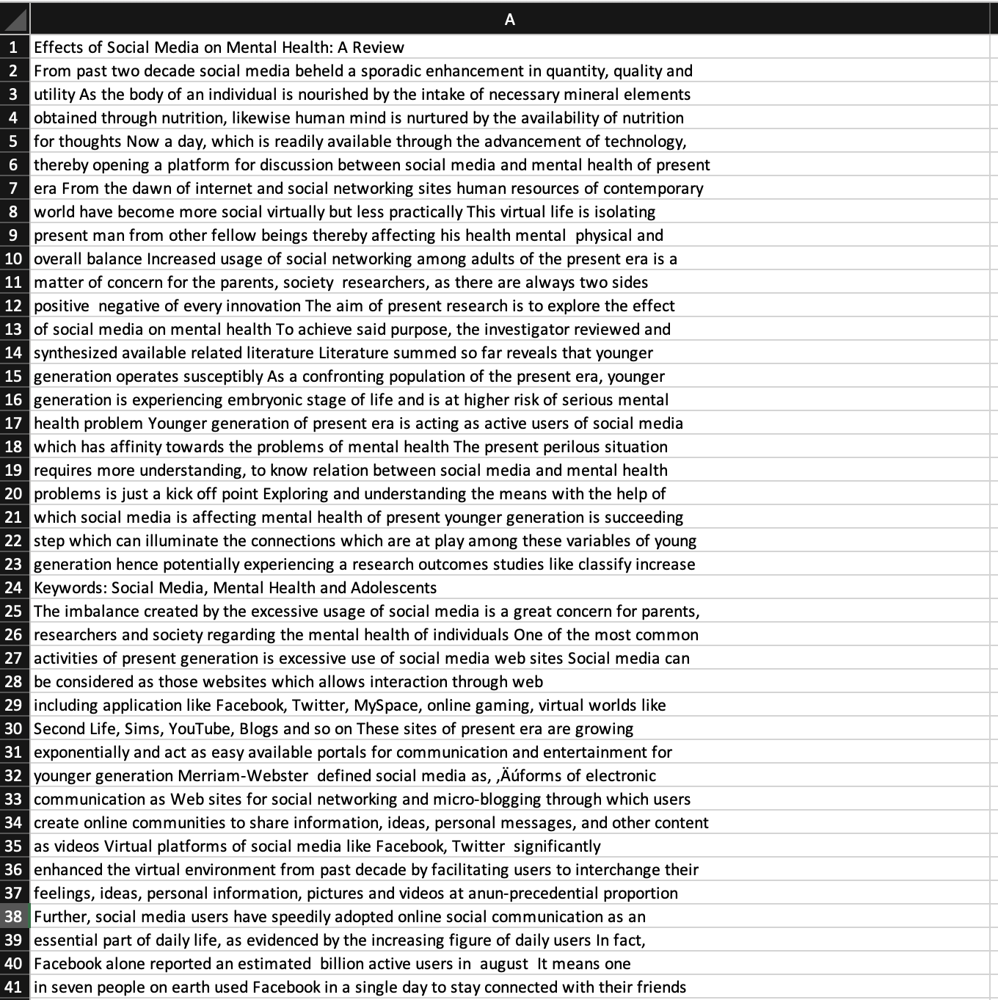 A
1 Effects of Social Media on Mental Health: A Review
2 From past two decade social media beheld a sporadic enhancement in quantity, quality and
3 utility As the body of an individual is nourished by the intake of necessary mineral elements
4 obtained through nutrition, likewise human mind is nurtured by the availability of nutrition
5 for thoughts Now a day, which is readily available through the advancement of technology,
6 thereby opening a platform for discussion between social media and mental health of present
7 era From the dawn of internet and social networking sites human resources of contemporary
8 world have become more social virtually but less practically This virtual life is isolating
9 present man from other fellow beings thereby affecting his health mental  physical and
10 overall balance Increased usage of social networking among adults of the present era is a
11 matter of concern for the parents, society  researchers, as there are always two sides
12 positive  negative of every innovation The aim of present research is to explore the effect
13 of social media on mental health To achieve said purpose, the investigator reviewed and
14 synthesized available related literature Literature summed so far reveals that younger
15 generation operates susceptibly As a confronting population of the present era, younger
16 generation is experiencing embryonic stage of life and is at higher risk of serious mental
17 health problem Younger generation of present era is acting as active users of social media
18 which has affinity towards the problems of mental health The present perilous situation
19 requires more understanding, to know relation between social media and mental health
20 problems is just a kick off point Exploring and understanding the means with the help of
21 which social media is affecting mental health of present younger generation is succeeding
22 step which can illuminate the connections which are at play among these variables of young
23 generation hence potentially experiencing a research outcomes studies like classify increase
24 Keywords: Social Media, Mental Health and Adolescents
25 The imbalance created by the excessive usage of social media is a great concern for parents,
26 researchers and society regarding the mental health of individuals One of the most common
27 activities of present generation is excessive use of social media web sites Social media can
28 be considered as those websites which allows interaction through web
29 including application like Facebook, Twitter, MySpace, online gaming, virtual worlds like
30 Second Life, Sims, YouTube, Blogs and so on These sites of present era are growing
31 exponentially and act as easy available portals for communication and entertainment for
32 younger generation Merriam-Webster  defined social media as, ‚Äúforms of electronic
33 communication as Web sites for social networking and micro-blogging through which users
34 create online communities to share information, ideas, personal messages, and other content
35 as videos Virtual platforms of social media like Facebook, Twitter  significantly
36 enhanced the virtual environment from past decade by facilitating users to interchange their
37 feelings, ideas, personal information, pictures and videos at anun-precedential proportion
38 Further, social media users have speedily adopted online social communication as an
39 essential part of daily life, as evidenced by the increasing figure of daily users In fact,
40 Facebook alone reported an estimated  billion active users in  august  It means one
41 in seven people on earth used Facebook in a single day to stay connected with their friends